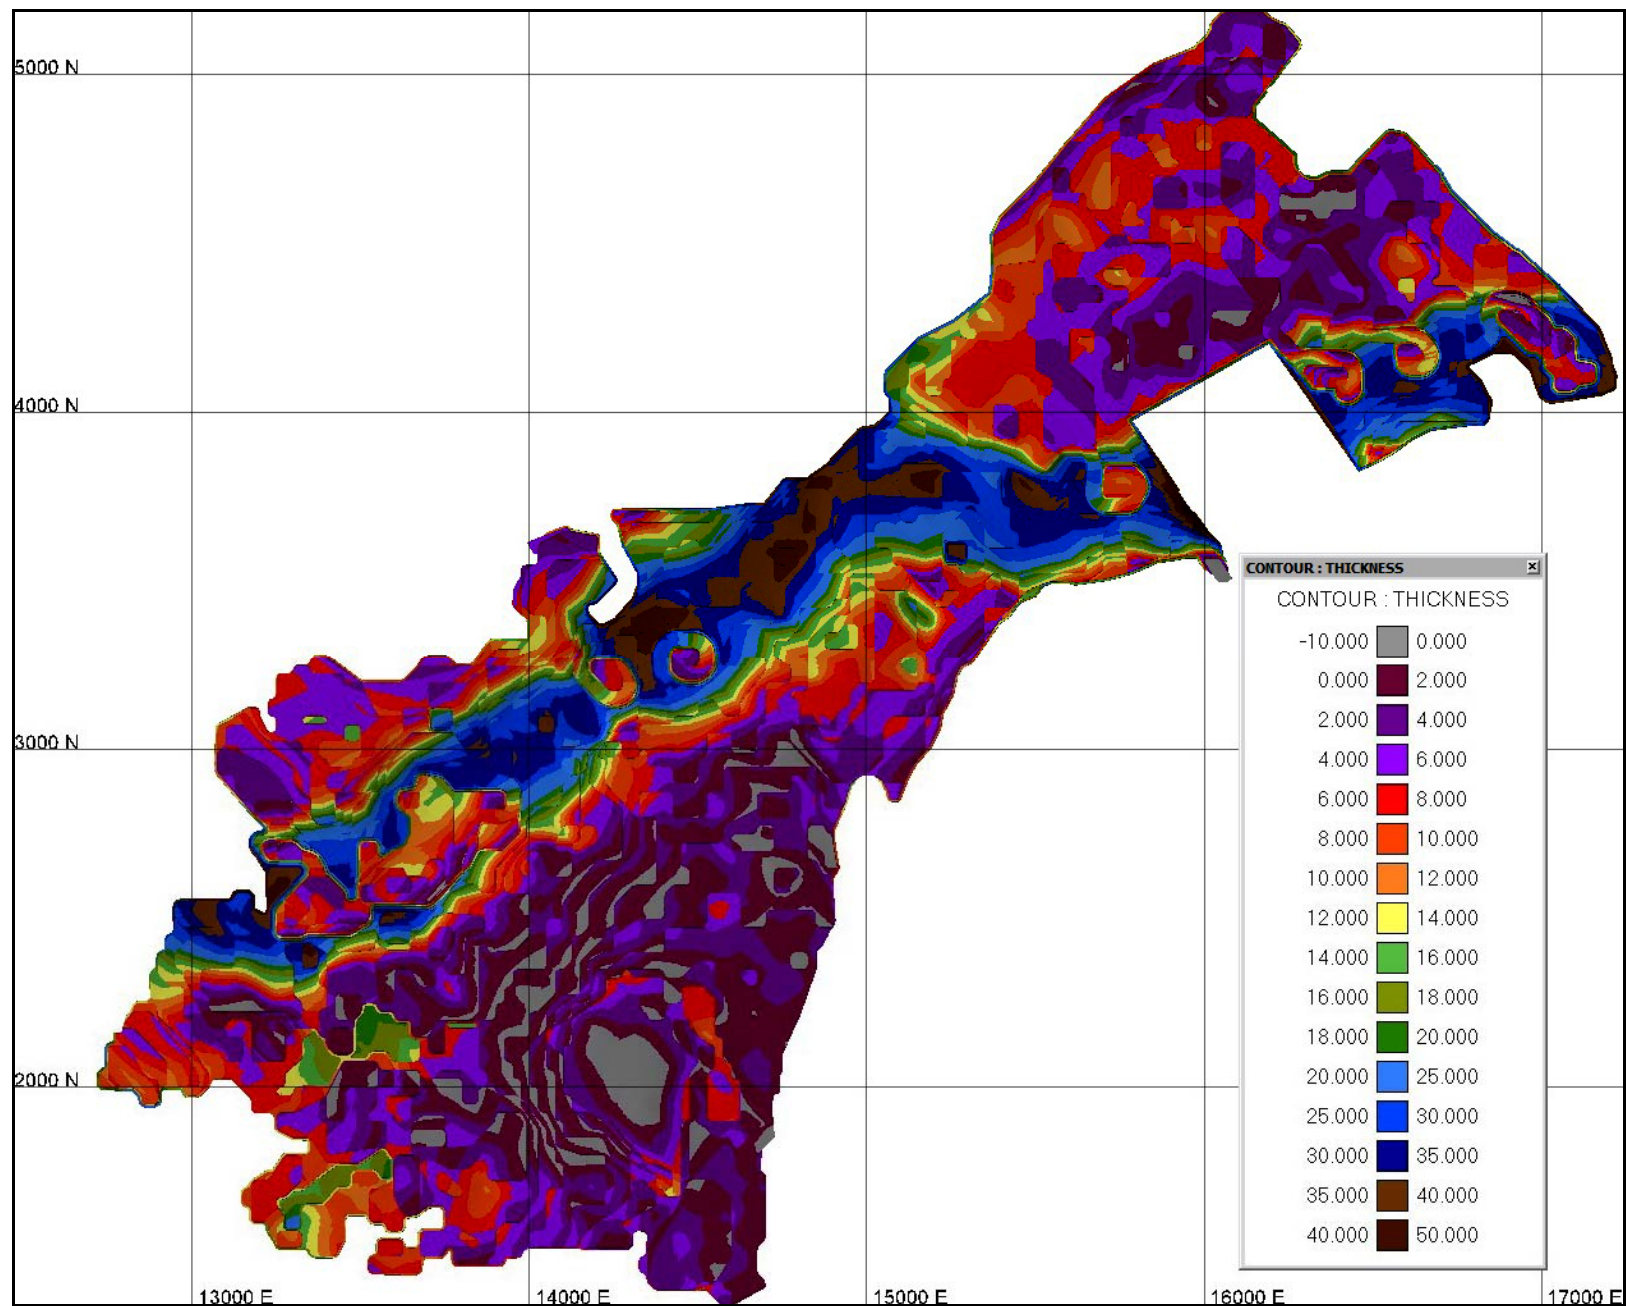 5000 N
4000 N
3000 N
2000 N
13000 E
14000 E
15000 E
16000 E
17000 E
CONTOUR : THICKNESS
CONTOUR : THICKNESS
-10.000 0.000
0.000 2.000
2.000 4.000
4.000 6.000
6.000 8.000
8.000 10.000
10.000 12.000
12.000 14.000
14.000 16.000
16.000 18.000
18.000 20.000
20.000 25.000
25.000 30.000
30.000 35.000
35.000 40.000
40.000 50.000